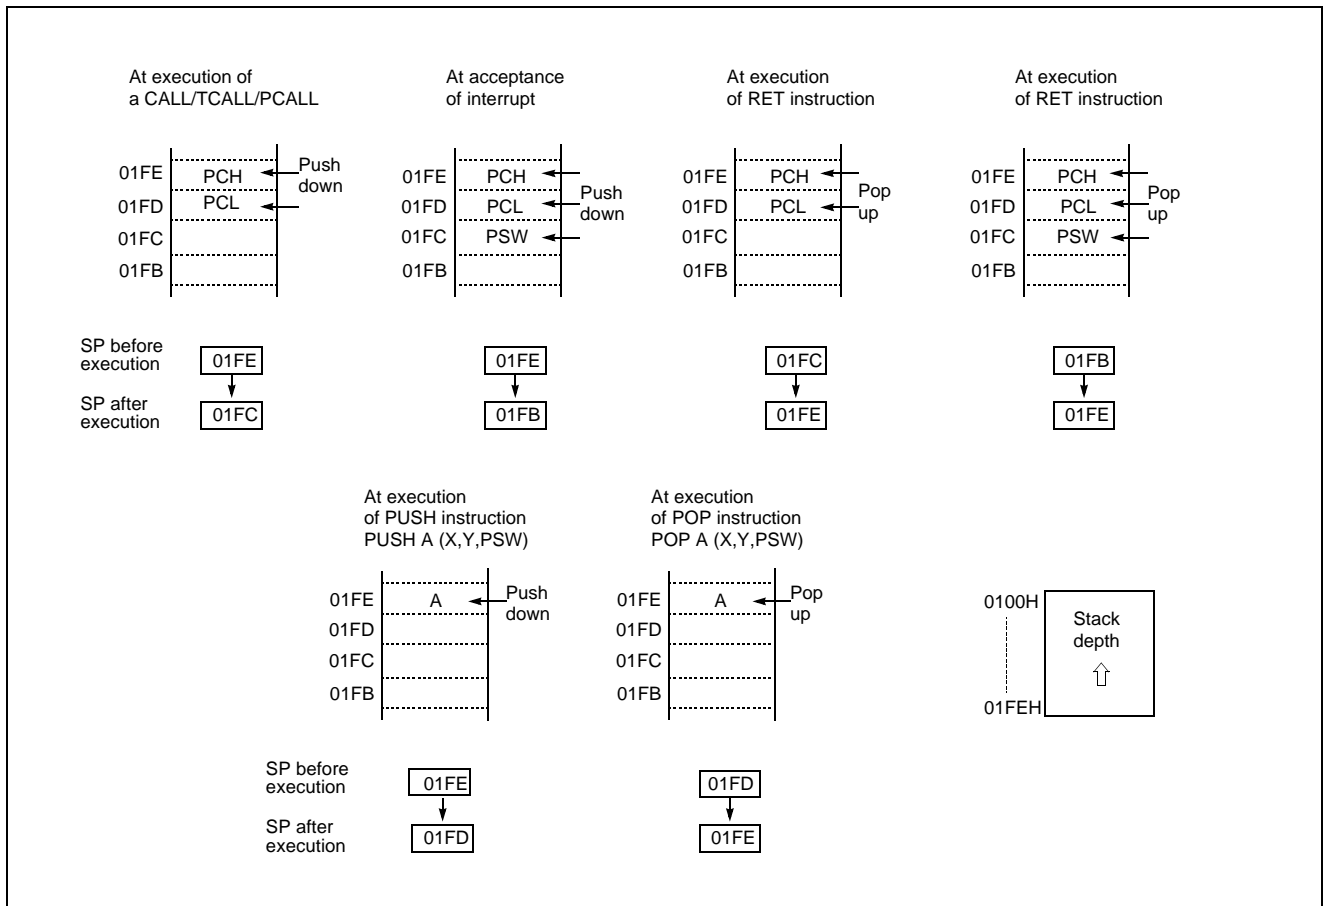 At execution of
a CALL/TCALL/PCALL
01FE
PCH
Push
down
01FD
PCL
01FC
01FB
SP before
execution
01FE
SP after
execution
01FC
At acceptance
of interrupt
01FE
PCH
Push
down
01FD
PCL
01FC
PSW
01FB
01FE
01FB
At execution
of RET instruction
01FE
PCH
Pop
up
01FD
PCL
01FC
01FB
01FC
01FE
At execution
of RET instruction
01FE
PCH
Pop
up
01FD
PCL
01FC
PSW
01FB
01FB
01FE
At execution
of PUSH instruction
PUSH A (X,Y,PSW)
01FE
A
Push
down
01FD
01FC
01FB
SP before
execution
01FE
SP after
execution
01FD
At execution
of POP instruction
POP A (X,Y,PSW)
01FE
A
Pop
up
01FD
01FC
01FB
01FD
01FE
0100H
Stack
depth
01FEH